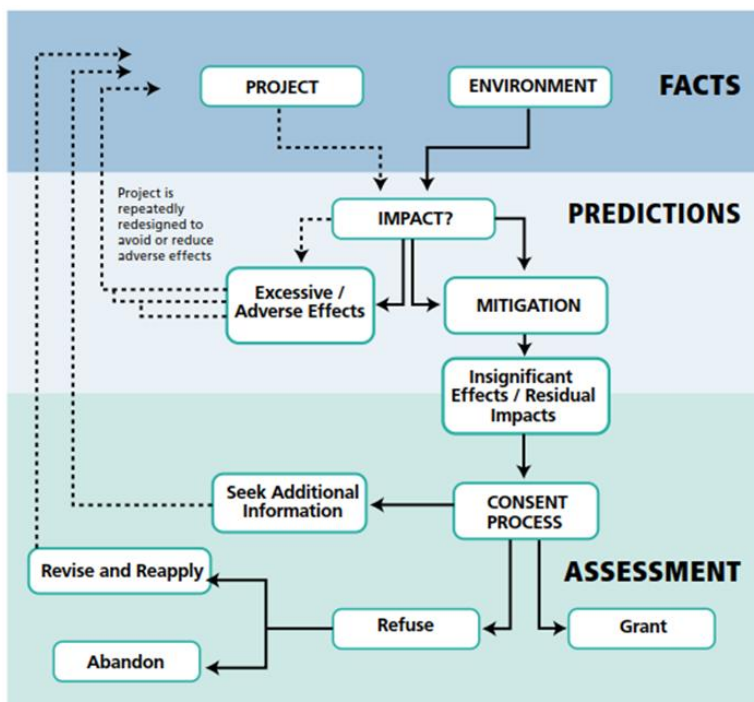 PROJECT
ENVIRONMENT
FACTS
Project is
repeatedly
redesigned to
avoid or reduce
adverse effects
IMPACT?
PREDICTIONS
Excessive /
Adverse Effects
MITIGATION
Insignificant
Effects / Residual
Impacts
Seek Additional
Information
CONSENT
PROCESS
ASSESSMENT
Revise and Reapply
Refuse
Grant
Abandon